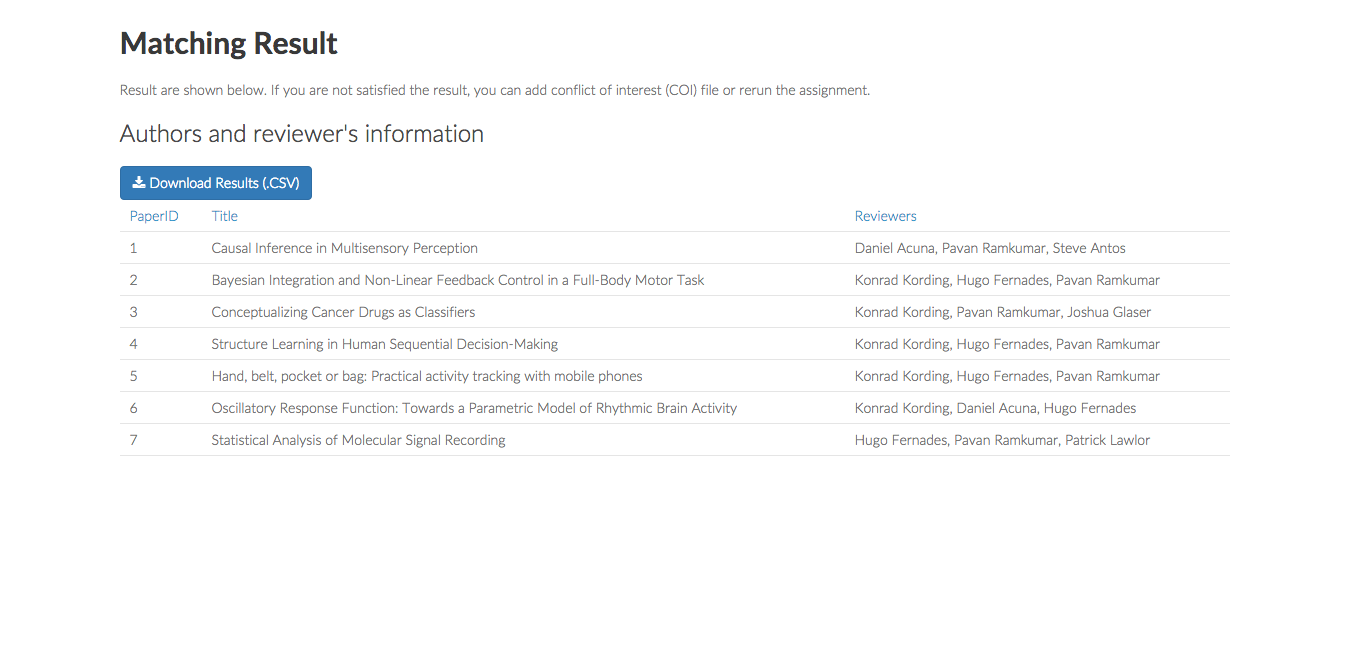 Matching Result
Result are shown below. If you are not satisfied the result, you can add conflict of interest (COI) file or rerun the assignment.
Authors and reviewer's information
Download Results (.CSV)
PaperID Title Reviewers
1 Causal Inference in Multisensory Perception Daniel Acuna, Pavan Ramkumar, Steve Antos
2 Bayesian Integration and Non-Linear Feedback Control in a Full-Body Motor Task Konrad Kording, Hugo Fernades, Pavan Ramkumar
3 Conceptualizing Cancer Drugs as Classifiers Konrad Kording, Pavan Ramkumar, Joshua Glaser
4 Structure Learning in Human Sequential Decision-Making Konrad Kording, Hugo Fernades, Pavan Ramkumar
5 Hand, belt, pocket or bag: Practical activity tracking with mobile phones Konrad Kording, Hugo Fernades, Pavan Ramkumar
6 Oscillatory Response Function: Towards a Parametric Model of Rhythmic Brain Activity Konrad Kording, Daniel Acuna, Hugo Fernades
7 Statistical Analysis of Molecular Signal Recording Hugo Fernades, Pavan Ramkumar, Patrick Lawlor